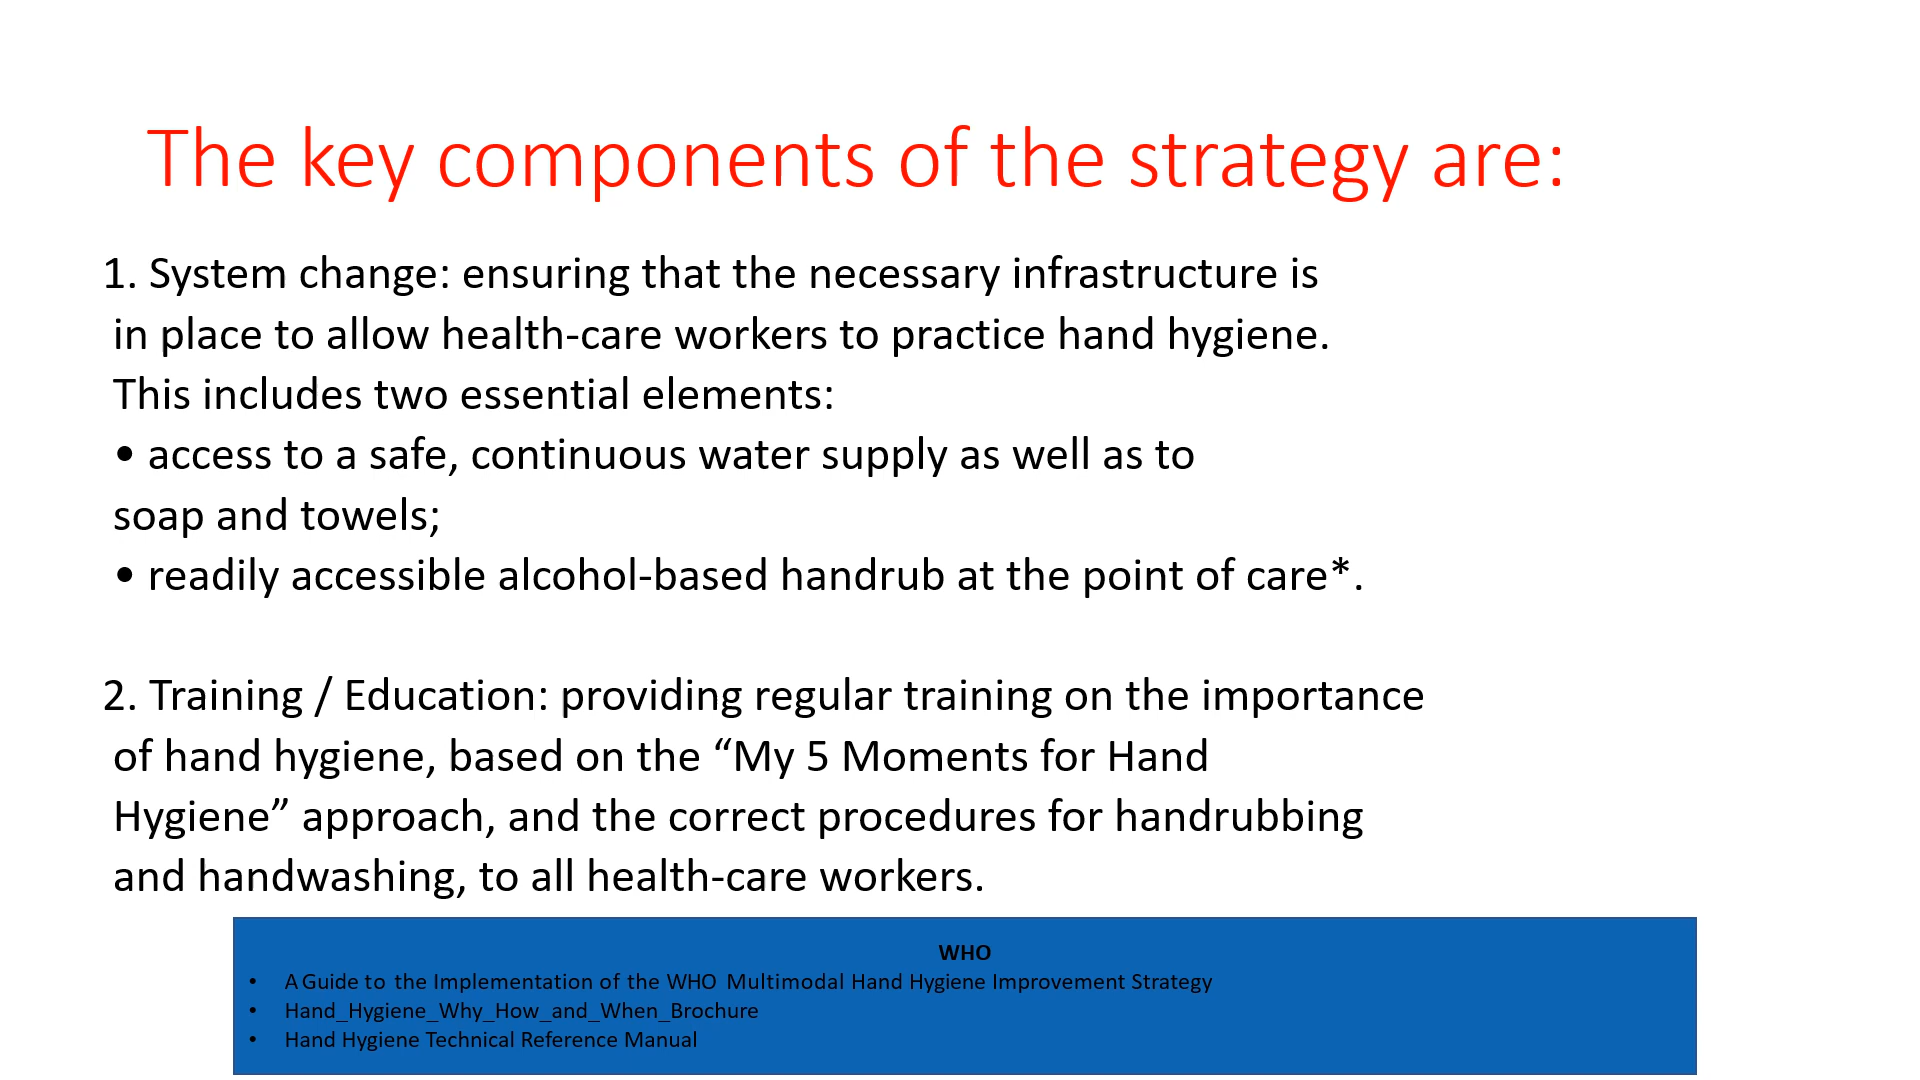 The key components of the strategy are:
1. System change: ensuring that the necessary infrastructure is
in place to allow health-care workers to practice hand hygiene.
This includes two essential elements:
• access to a safe, continuous water supply as well as to
soap and towels;
• readily accessible alcohol-based handrub at the point of care*.
2. Training / Education: providing regular training on the importance
of hand hygiene, based on the “My 5 Moments for Hand
Hygiene” approach, and the correct procedures for handrubbing
and handwashing, to all health-care workers.
WHO
• A Guide to the Implementation of the WHO Multimodal Hand Hygiene Improvement Strategy
• Hand_Hygiene_Why_How_and_When_Brochure
• Hand Hygiene Technical Reference Manual